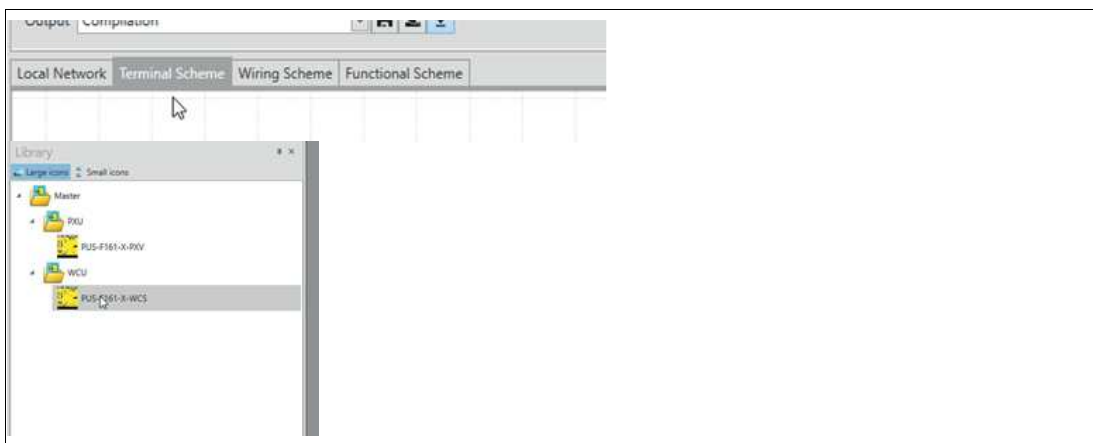 Output Compilation
Local Network Terminal Scheme Wiring Scheme Functional Scheme
Library
Large icons Small icons
Master
PXU
PUS-F161-X-PXV
WCU
PUS-F161-X-WCS